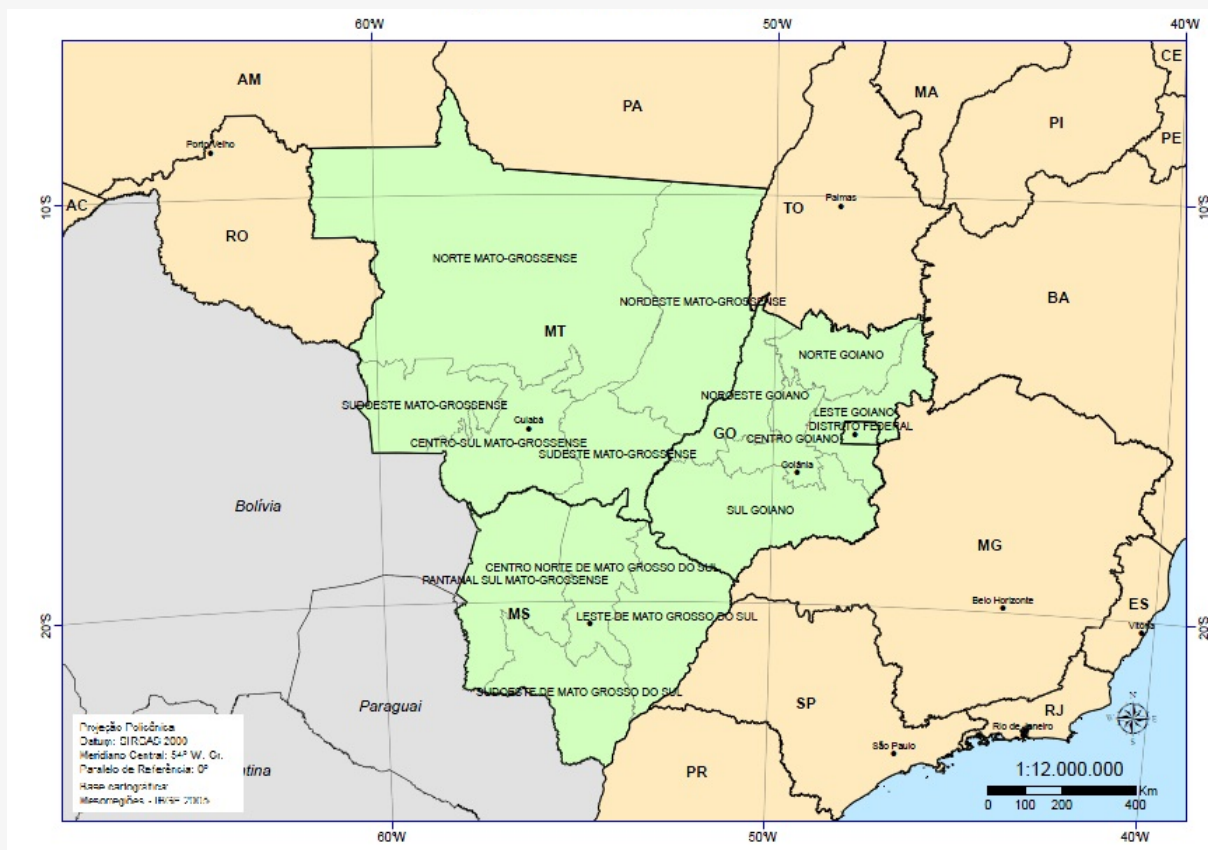 60°W
50°W
40°W
CE
AM
PA
MA
PI
PE
Porto Velho
10°S
AC
RO
TO
Palmas
10°S
BA
NORTE MATO-GROSSENSE
NORDESTE MATO-GROSSENSE
MT
NORTE GOIANO
NOROESTE GOIANO
SUDOESTE MATO-GROSSENSE
LESTE GOIANO
DISTRITO FEDERAL
Cuiabá
GO
CENTRO GOIANO
CENTRO-SUL MATO-GROSSENSE
SUDESTE MATO-GROSSENSE
Goiânia
Bolívia
SUL GOIANO
MG
CENTRO NORTE DE MATO GROSSO DO SUL
PANTANAL SUL MATO-GROSSENSE
Belo Horizonte
ES
MS
LESTE DE MATO GROSSO DO SUL
Vitória
20°S
20°S
SUDOESTE DE MATO GROSSO DO SUL
Paraguai
SP
RJ
N
W E
S
Rio de Janeiro
São Paulo
PR
Projeção Policônica
Datum: SIRGAS 2000
Meridiano Central: 54º W. Gr.
Paralelo de Referência: 0º
Base cartográfica:
Mesorregiões - IBGE 2005
ntina
1:12.000.000
Km
0 100 200 400
60°W
50°W
40°W